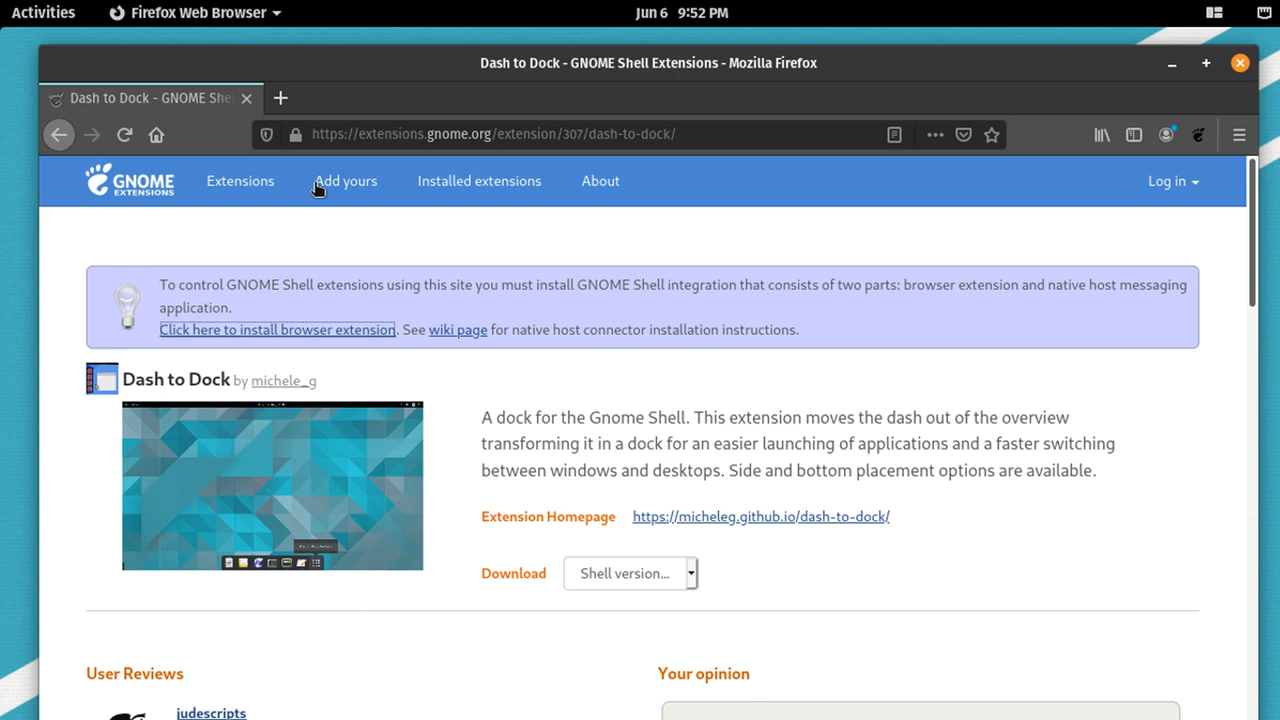 Activities Firefox Web Browser Jun 6 9:52 PM
Dash to Dock - GNOME Shell Extensions - Mozilla Firefox
Dash to Dock - GNOME She
https://extensions.gnome.org/extension/307/dash-to-dock/
GNOME EXTENSIONS Extensions Add yours Installed extensions About Log in
To control GNOME Shell extensions using this site you must install GNOME Shell integration that consists of two parts: browser extension and native host messaging
application.
Click here to install browser extension. See wiki page for native host connector installation instructions.
Dash to Dock by michele_g
A dock for the Gnome Shell. This extension moves the dash out of the overview
transforming it in a dock for an easier launching of applications and a faster switching
between windows and desktops. Side and bottom placement options are available.
Extension Homepage https://micheleg.github.io/dash-to-dock/
Download Shell version...
User Reviews Your opinion
judescripts